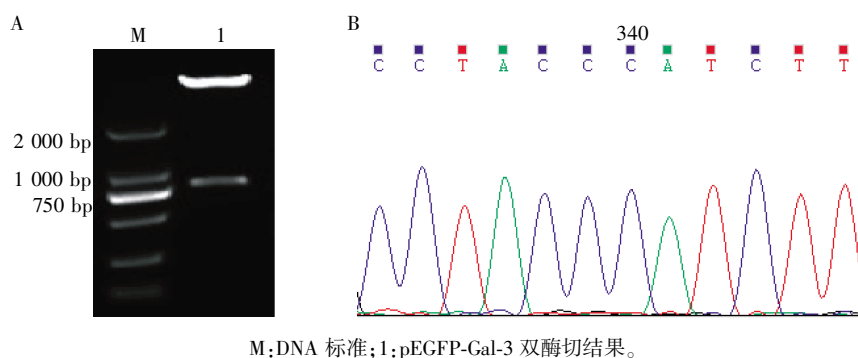 A
M 1
2 000 bp
1 000 bp
750 bp
B
340
C C T A C C C A T C T T
M:DNA 标准;1:pEGFP-Gal-3 双酶切结果。